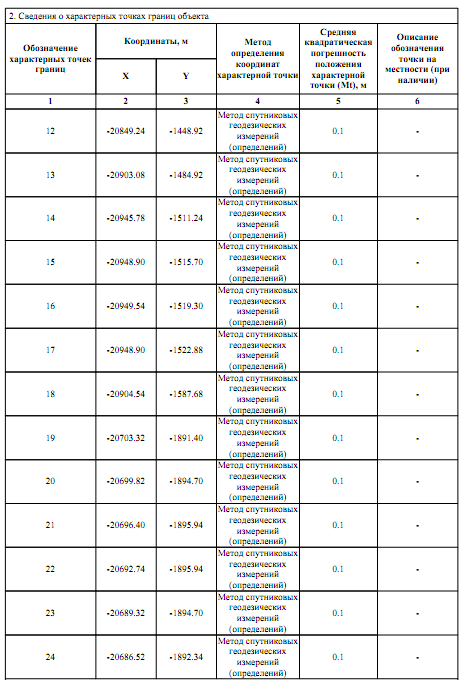 2. Сведения о характерных точках границ объекта
Обозначение характерных точек границ
Координаты, м
Метод определения координат характерной точки
Средняя квадратическая погрешность положения характерной точки (Mt), м
Описание обозначения точки на местности (при наличии)
X Y
1 2 3 4 5 6
12 -20849.24 -1448.92 Метод спутниковых геодезических измерений (определений) 0.1 -
13 -20903.08 -1484.92 Метод спутниковых геодезических измерений (определений) 0.1 -
14 -20945.78 -1511.24 Метод спутниковых геодезических измерений (определений) 0.1 -
15 -20948.90 -1515.70 Метод спутниковых геодезических измерений (определений) 0.1 -
16 -20949.54 -1519.30 Метод спутниковых геодезических измерений (определений) 0.1 -
17 -20948.90 -1522.88 Метод спутниковых геодезических измерений (определений) 0.1 -
18 -20904.54 -1587.68 Метод спутниковых геодезических измерений (определений) 0.1 -
19 -20703.32 -1891.40 Метод спутниковых геодезических измерений (определений) 0.1 -
20 -20699.82 -1894.70 Метод спутниковых геодезических измерений (определений) 0.1 -
21 -20696.40 -1895.94 Метод спутниковых геодезических измерений (определений) 0.1 -
22 -20692.74 -1895.94 Метод спутниковых геодезических измерений (определений) 0.1 -
23 -20689.32 -1894.70 Метод спутниковых геодезических измерений (определений) 0.1 -
24 -20686.52 -1892.34 Метод спутниковых геодезических измерений (определений) 0.1 -